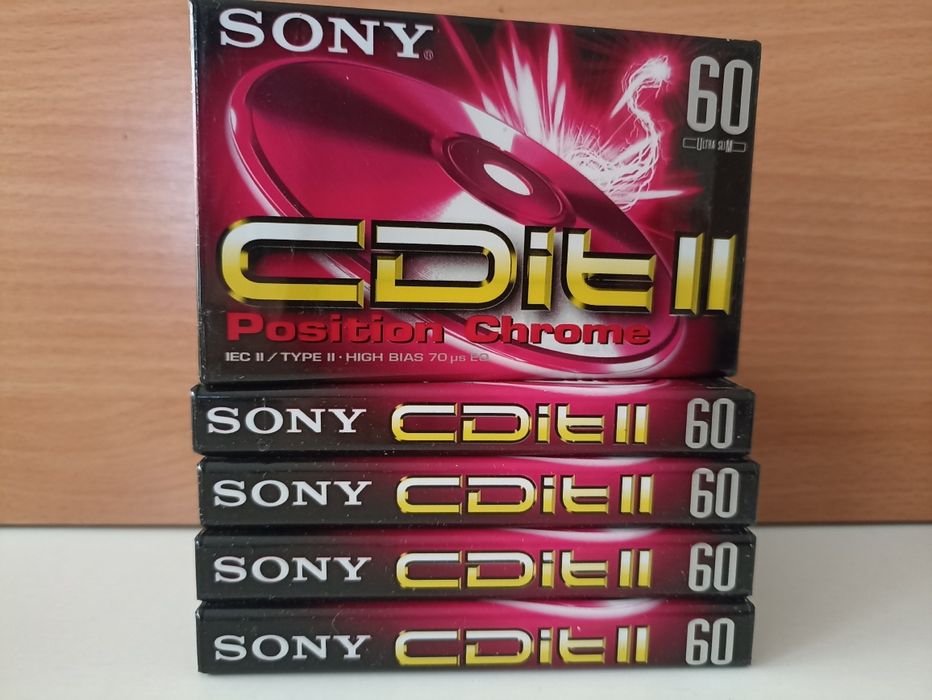 SONY®
60
ULTRA SLIM
CDit II
Position Chrome
IEC II / TYPE II · HIGH BIAS 70 µs EQ
SONY CDit II 60
SONY CDit II 60
SONY CDit II 60
SONY CDit II 60